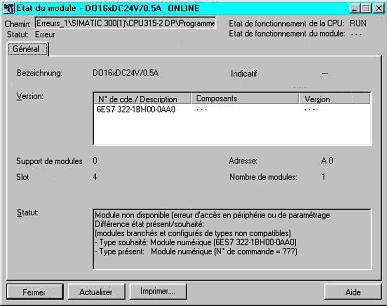 Etat du module - DO16xDC24V/0.5A ONLINE
Chemin: Erreurs_1\SIMATIC 300(1)\CPU315-2 DP\Programme Etat de fonctionnement de la CPU: RUN
Statut: Erreur Etat de fonctionnement du module: ---
Général
Bezeichnung: DO16xDC24V/0.5A Indicatif ---
Version:
N° de cde./ Description Composants Version
6ES7 322-1BH00-0AA0 --- ---
Support de modules 0 Adresse: A 0
Slot 4 Nombre de modules: 1
Statut:
Module non disponible (erreur d'accès en périphérie ou de paramétrage
Différence état présent/souhaité:
(modules branchés et configurés de types non compatibles)
- Type souhaité: Module numérique (6ES7 322-1BH00-0AA0)
- Type présent: Module numérique (N° de commande = ???)
Fermer Actualiser Imprimer.... Aide